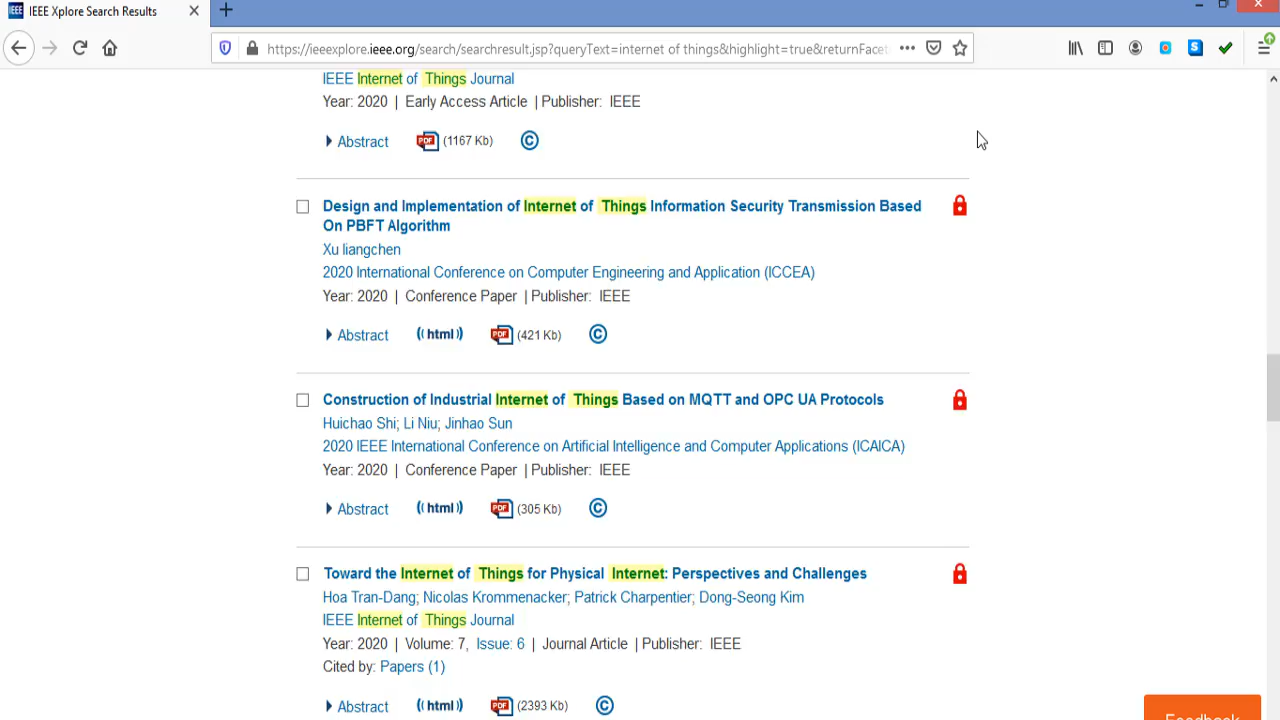 IEEE IEEE Xplore Search Results
https://ieeexplore.ieee.org/search/searchresult.jsp?queryText=internet of things&highlight=true&returnFacet
IEEE Internet of Things Journal
Year: 2020 | Early Access Article | Publisher: IEEE
Abstract PDF (1167 Kb) ©
Design and Implementation of Internet of Things Information Security Transmission Based
On PBFT Algorithm
Xu liangchen
2020 International Conference on Computer Engineering and Application (ICCEA)
Year: 2020 | Conference Paper | Publisher: IEEE
Abstract ((html)) PDF (421 Kb) ©
Construction of Industrial Internet of Things Based on MQTT and OPC UA Protocols
Huichao Shi; Li Niu; Jinhao Sun
2020 IEEE International Conference on Artificial Intelligence and Computer Applications (ICAICA)
Year: 2020 | Conference Paper | Publisher: IEEE
Abstract ((html)) PDF (305 Kb) ©
Toward the Internet of Things for Physical Internet: Perspectives and Challenges
Hoa Tran-Dang; Nicolas Krommenacker; Patrick Charpentier; Dong-Seong Kim
IEEE Internet of Things Journal
Year: 2020 | Volume: 7, Issue: 6 | Journal Article | Publisher: IEEE
Cited by: Papers (1)
Abstract ((html)) PDF (2393 Kb) ©
Feedback